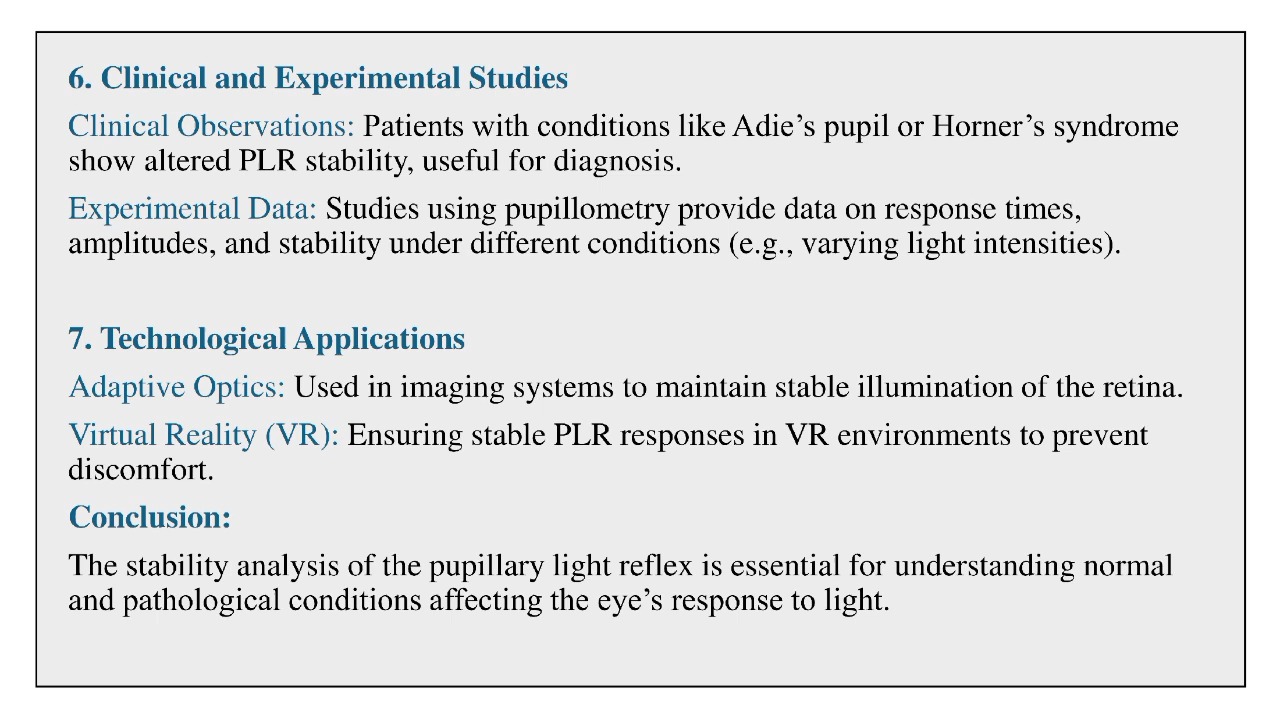 6. Clinical and Experimental Studies
Clinical Observations: Patients with conditions like Adie’s pupil or Horner’s syndrome
show altered PLR stability, useful for diagnosis.
Experimental Data: Studies using pupillometry provide data on response times,
amplitudes, and stability under different conditions (e.g., varying light intensities).
7. Technological Applications
Adaptive Optics: Used in imaging systems to maintain stable illumination of the retina.
Virtual Reality (VR): Ensuring stable PLR responses in VR environments to prevent
discomfort.
Conclusion:
The stability analysis of the pupillary light reflex is essential for understanding normal
and pathological conditions affecting the eye’s response to light.